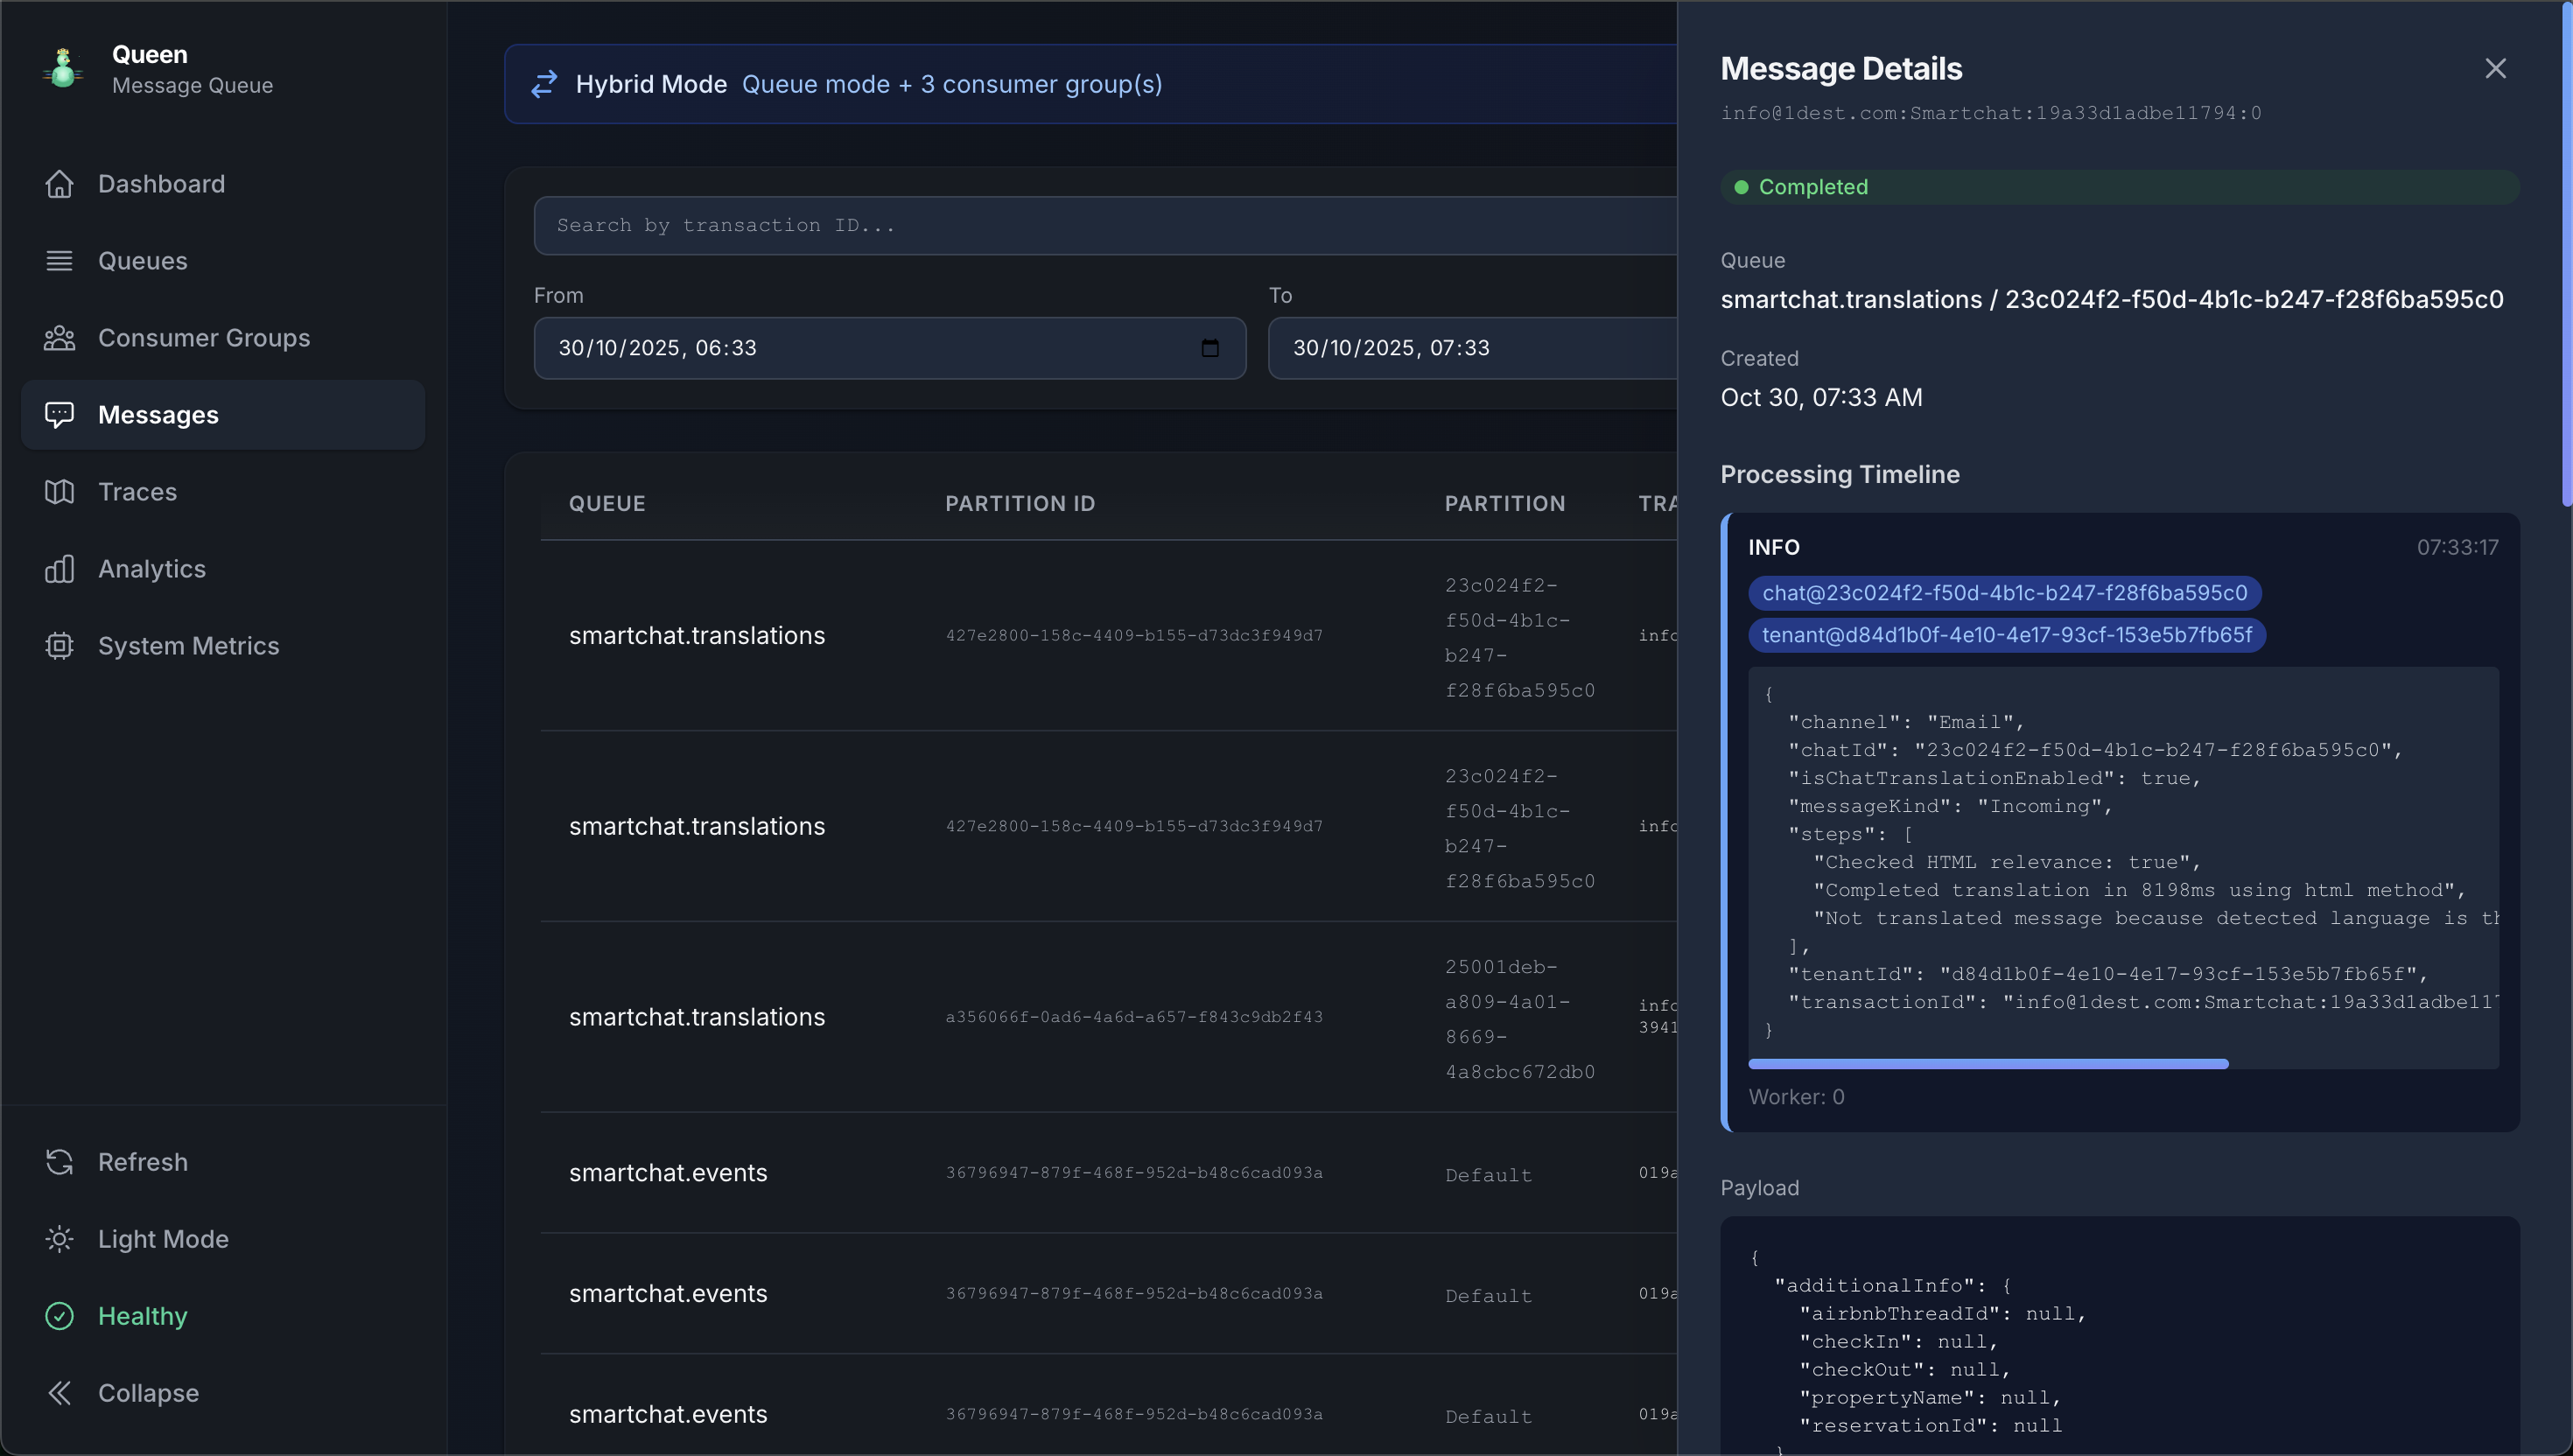 Queen
Message Queue
Dashboard
Queues
Consumer Groups
Messages
Traces
Analytics
System Metrics
Refresh
Light Mode
Healthy
Collapse
Hybrid Mode Queue mode + 3 consumer group(s)
Search by transaction ID...
From
To
30/10/2025, 06:33
30/10/2025, 07:33
QUEUE PARTITION ID PARTITION TRA
smartchat.translations 427e2800-158c-4409-b155-d73dc3f949d7
23c024f2-
f50d-4b1c-
b247-
f28f6ba595c0
info
smartchat.translations 427e2800-158c-4409-b155-d73dc3f949d7
23c024f2-
f50d-4b1c-
b247-
f28f6ba595c0
info
smartchat.translations a356066f-0ad6-4a6d-a657-f843c9db2f43
25001deb-
a809-4a01-
8669-
4a8cbc672db0
info
3941
smartchat.events 36796947-879f-468f-952d-b48c6cad093a Default 019a
smartchat.events 36796947-879f-468f-952d-b48c6cad093a Default 019a
smartchat.events 36796947-879f-468f-952d-b48c6cad093a Default 019a
Message Details
info@1dest.com:Smartchat:19a33d1adbe11794:0
Completed
Queue
smartchat.translations / 23c024f2-f50d-4b1c-b247-f28f6ba595c0
Created
Oct 30, 07:33 AM
Processing Timeline
INFO 07:33:17
chat@23c024f2-f50d-4b1c-b247-f28f6ba595c0
tenant@d84d1b0f-4e10-4e17-93cf-153e5b7fb65f
{
"channel": "Email",
"chatId": "23c024f2-f50d-4b1c-b247-f28f6ba595c0",
"isChatTranslationEnabled": true,
"messageKind": "Incoming",
"steps": [
"Checked HTML relevance: true",
"Completed translation in 8198ms using html method",
"Not translated message because detected language is th
],
"tenantId": "d84d1b0f-4e10-4e17-93cf-153e5b7fb65f",
"transactionId": "info@1dest.com:Smartchat:19a33d1adbe117
}
Worker: 0
Payload
{
"additionalInfo": {
"airbnbThreadId": null,
"checkIn": null,
"checkOut": null,
"propertyName": null,
"reservationId": null
}